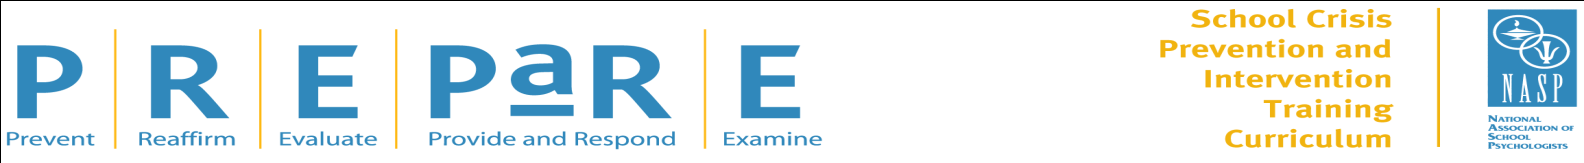 P R E PaR E
Prevent Reaffirm Evaluate Provide and Respond Examine
School Crisis
Prevention and
Intervention
Training
Curriculum
NASP
NATIONAL
ASSOCIATION OF
SCHOOL
PSYCHOLOGISTS